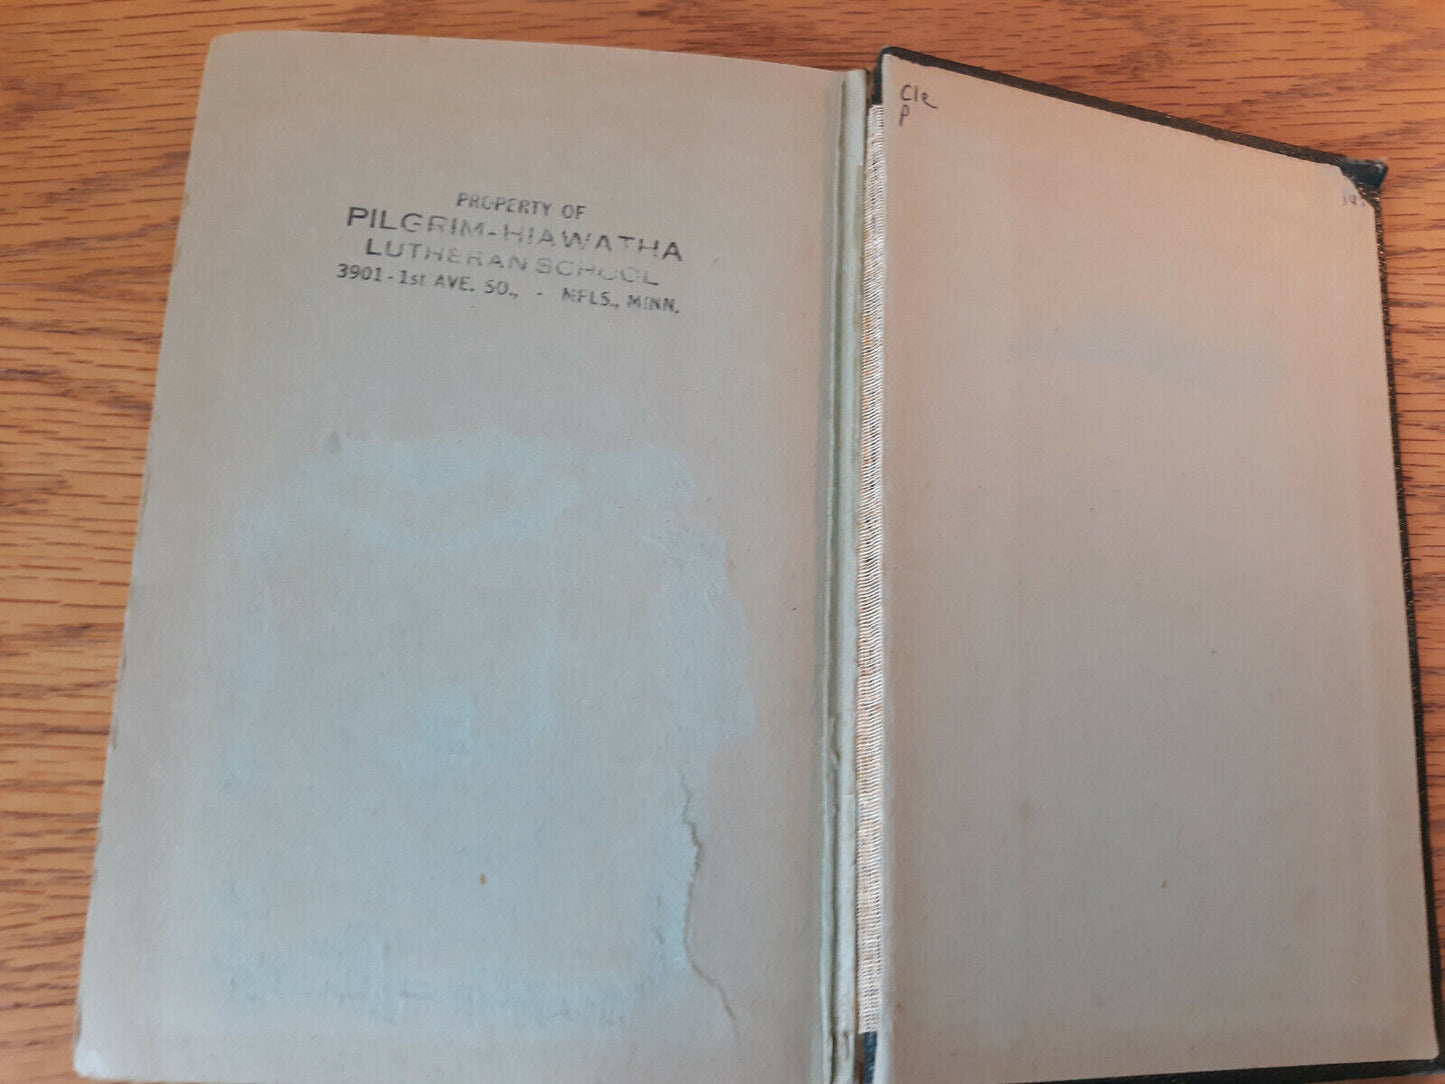 PROPERTY OF
PILGRIM-HIAWATHA
LUTHERAN SCHOOL
3901-1st AVE. SO., - MPLS., MINN.
Cle
P